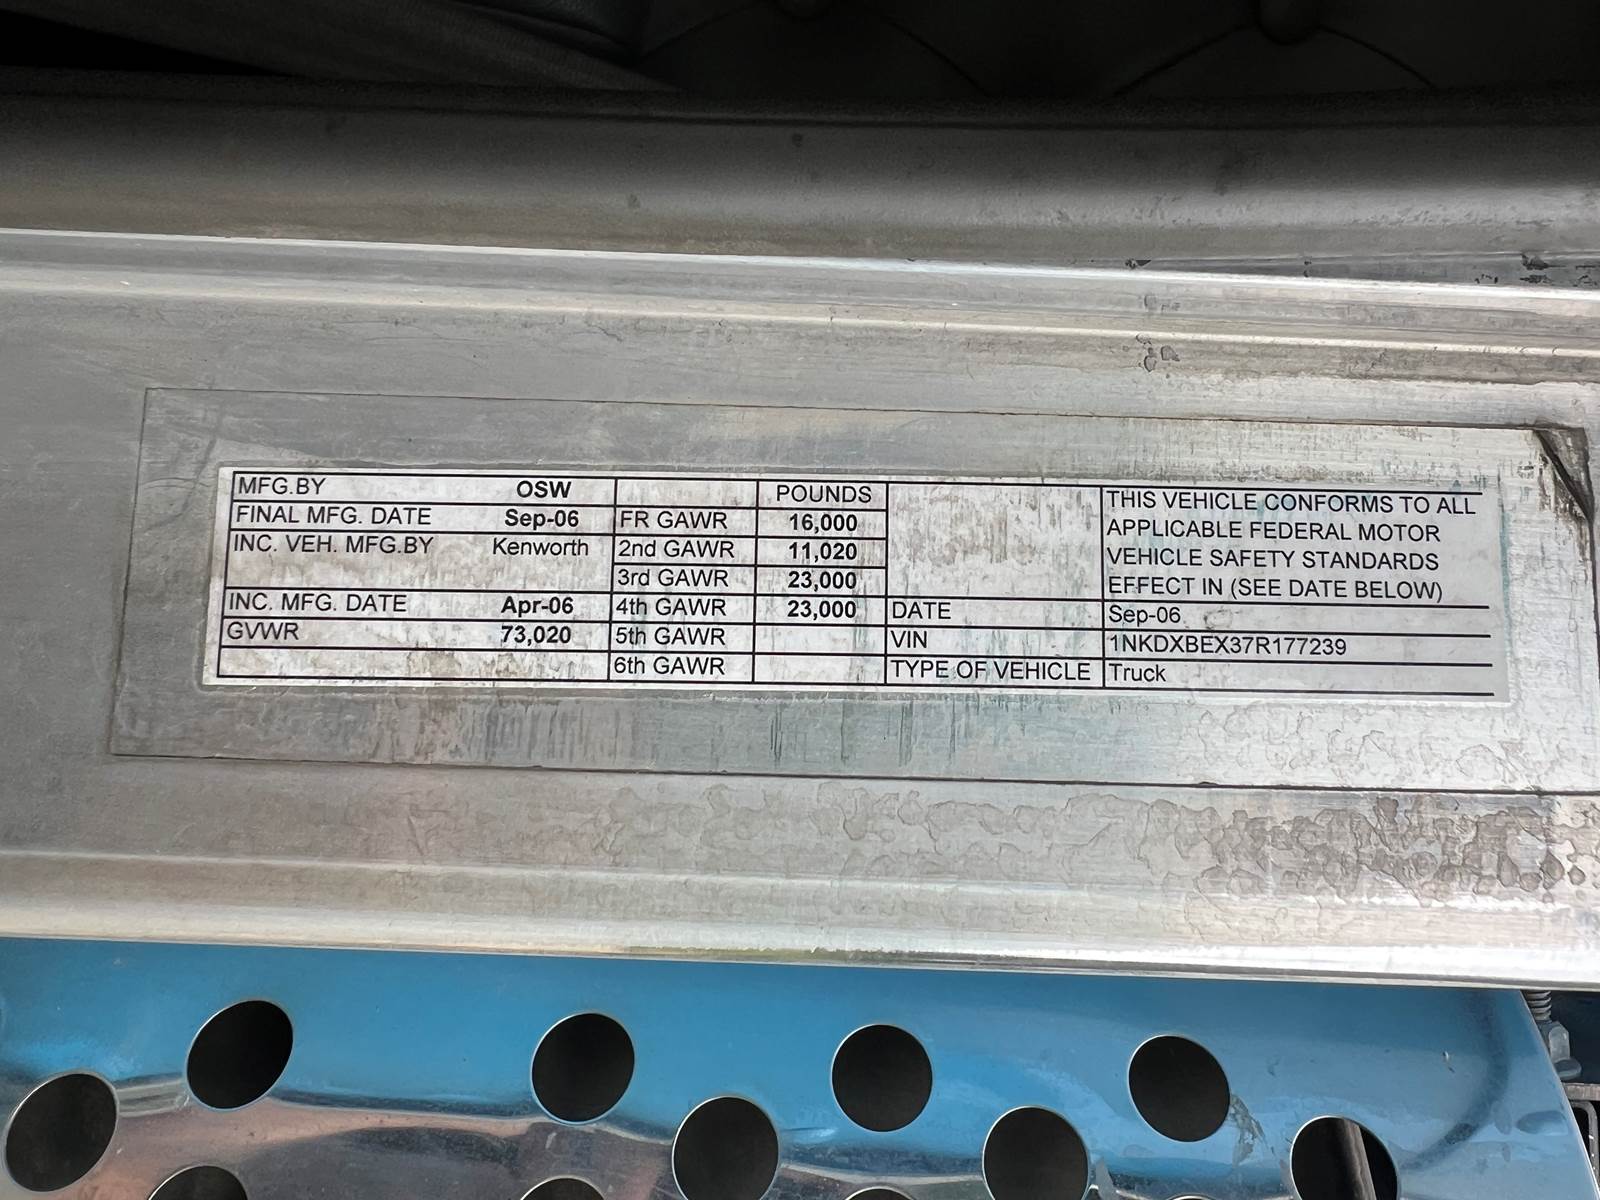 MFG.BY OSW POUNDS THIS VEHICLE CONFORMS TO ALL
FINAL MFG. DATE Sep-06 FR GAWR 16,000 APPLICABLE FEDERAL MOTOR
INC. VEH. MFG.BY Kenworth 2nd GAWR 11,020 VEHICLE SAFETY STANDARDS
3rd GAWR 23,000 EFFECT IN (SEE DATE BELOW)
INC. MFG. DATE Apr-06 4th GAWR 23,000 DATE Sep-06
GVWR 73,020 5th GAWR VIN 1NKDXBEX37R177239
6th GAWR TYPE OF VEHICLE Truck